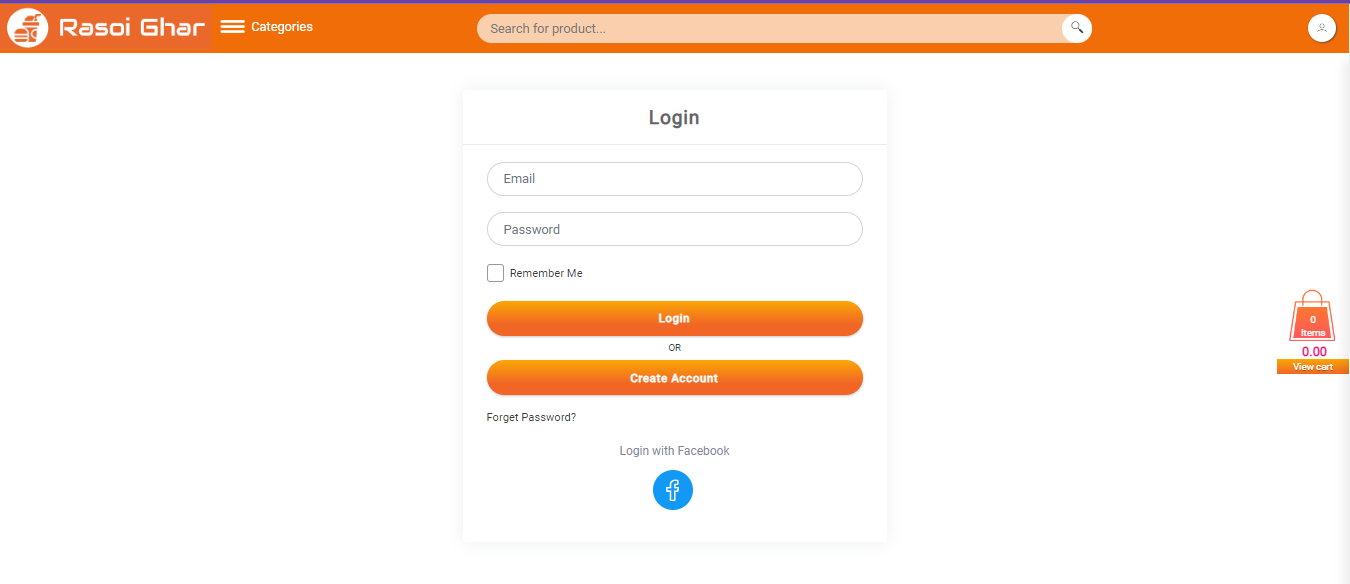 Rasoi Ghar
Categories
Search for product...
Login
Email
Password
Remember Me
Login
OR
Create Account
Forget Password?
Login with Facebook
0
Items
0.00
View cart